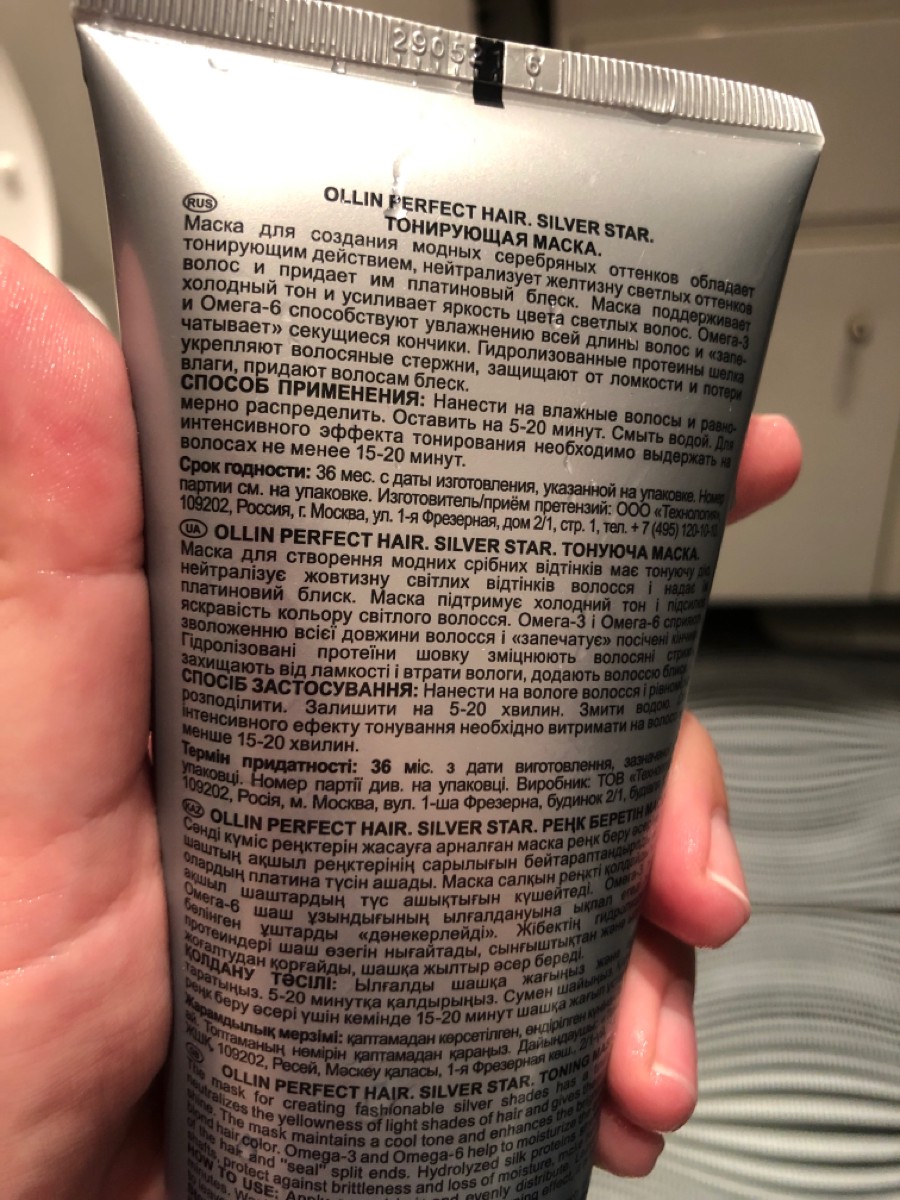 29052 6
RUS
OLLIN PERFECT HAIR. SILVER STAR.
ТОНИРУЮЩАЯ МАСКА.
Маска для создания модных серебряных оттенков обладает
тонирующим действием, нейтрализует желтизну светлых оттенков
волос и придает им платиновый блеск. Маска поддерживает
холодный тон и усиливает яркость цвета светлых волос. Омега-3
и Омега-6 способствуют увлажнению всей длины волос и «запе-
чатывает» секущиеся кончики. Гидролизованные протеины шелка
укрепляют волосяные стержни, защищают от ломкости и потери
влаги, придают волосам блеск.
СПОСОБ ПРИМЕНЕНИЯ: Нанести на влажные волосы и равно-
мерно распределить. Оставить на 5-20 минут. Смыть водой. Для
интенсивного эффекта тонирования необходимо выдержать на
волосах не менее 15-20 минут.
Срок годности: 36 мес. с даты изготовления, указанной на упаковке. Номер
партии см. на упаковке. Изготовитель/приём претензий: ООО «Технология»,
109202, Россия, г. Москва, ул. 1-я Фрезерная, дом 2/1, стр. 1, тел. + 7 (495) 120-10-10
UA OLLIN PERFECT HAIR. SILVER STAR. ТОНУЮЧА МАСКА.
Маска для створення модних срібних відтінків має тонуючу
нейтралізує жовтизну світлих відтінків волосся і надає
платиновий блиск. Маска підтримує холодний тон і
яскравість кольору світлого волосся. Омега-3 і Омега-6
зволоженню всієї довжини волосся і «запечатує» посічені
Гідролізовані протеїни шовку зміцнюють волосяні
захищають від ламкості і втрати вологи, додають волоссю
СПОСІБ ЗАСТОСУВАННЯ: Нанести на вологе волосся і
розподілити. Залишити на 5-20 хвилин. Змити водою.
інтенсивного ефекту тонування необхідно витримати на
менше 15-20 хвилин.
Термін придатності: 36 міс. з дати виготовлення,
упаковці. Номер партії див. на упаковці. Виробник: ТОВ
109202, Росія, м. Москва, вул. 1-ша Фрезерна, будинок 2/1,
KAZ OLLIN PERFECT HAIR. SILVER STAR. РЕҢК БЕРЕТІН
Сәнді күміс реңктерін жасауға арналған маска реңк беру
шаштың ақшыл реңктерінің сарылығын
олардың платина түсін ашады. Маска салқын реңкті
ақшыл шаштардың түс ашықтығын күшейтеді.
Омега-6 шаш ұзындығының ылғалдануына ықпал
бөлінген ұштарды «дәнекерлейді». Жібектің
протеиндері шаш өзегін нығайтады, сынғыштықтан
жоғалтудан қорғайды, шашқа жылтыр әсер береді.
ҚОЛДАНУ ТӘСІЛІ: Ылғалды шашқа жағыңыз
таратыңыз. 5-20 минутқа қалдырыңыз. Сумен
реңк беру әсері үшін кемінде 15-20 минут шашқа
Жарамдылық мерзімі: қаптамадан көрсетілген,
ай. Топтаманың нөмірін қаптамадан қараңыз.
ЖШҚ 109202, Ресей, Мәскеу қаласы, 1-я Фрезерная көш.
OLLIN PERFECT HAIR. SILVER STAR. TONING
The mask for creating fashionable silver shades has
neutralizes the yellowness of light shades of hair and gives
shine. The mask maintains a cool tone and enhances the
blond hair color. Omega-3 and Omega-6 help to moisturize
of the hair and "seal" split ends. Hydrolyzed silk proteins
shafts, protect against brittleness and loss of moisture,
HOW TO USE: evenly distribute.